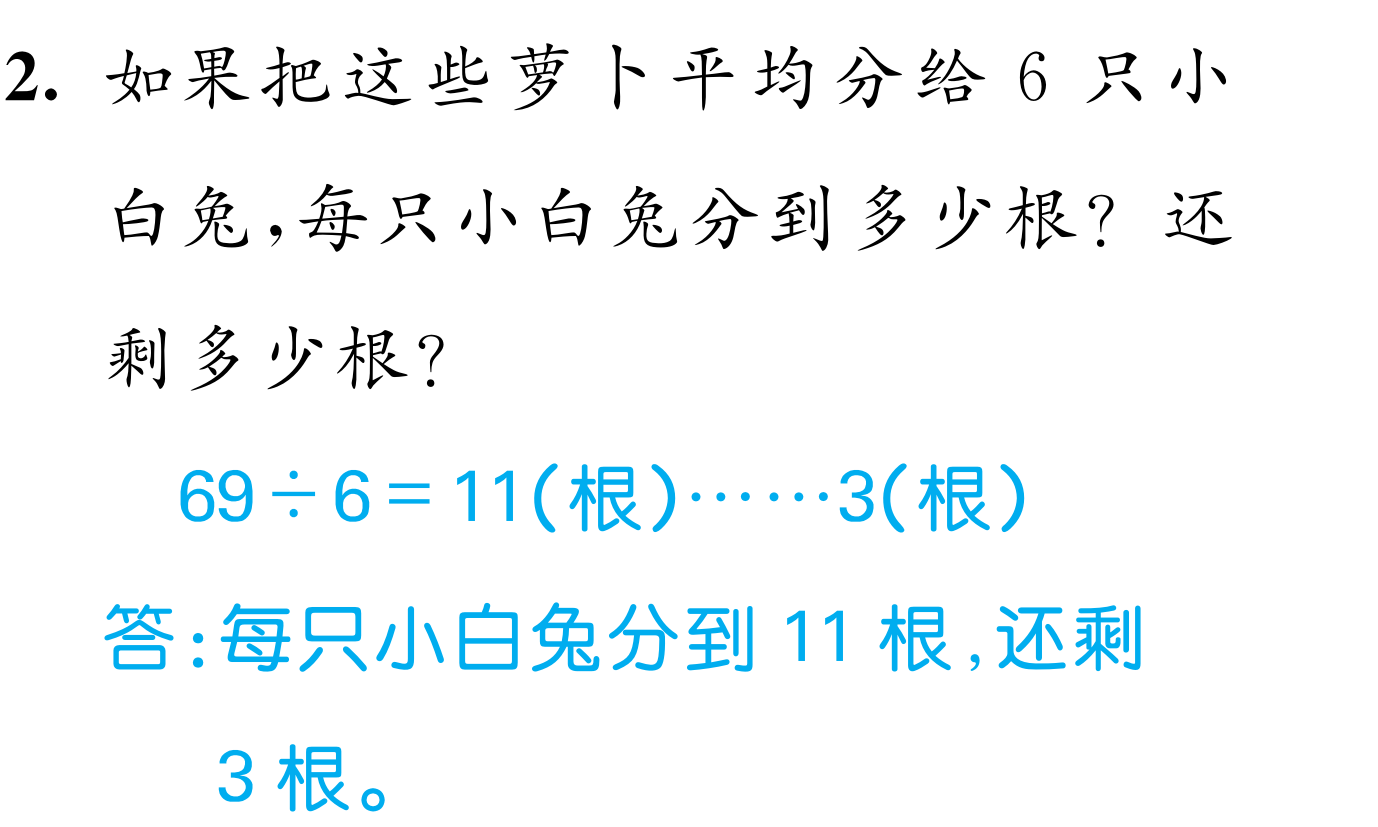 2. 如果把这些萝卜平均分给 6 只小
白兔,每只小白兔分到多少根? 还
剩多少根?
69÷6=11(根)……3(根)
答:每只小白兔分到 11 根,还剩
3 根。